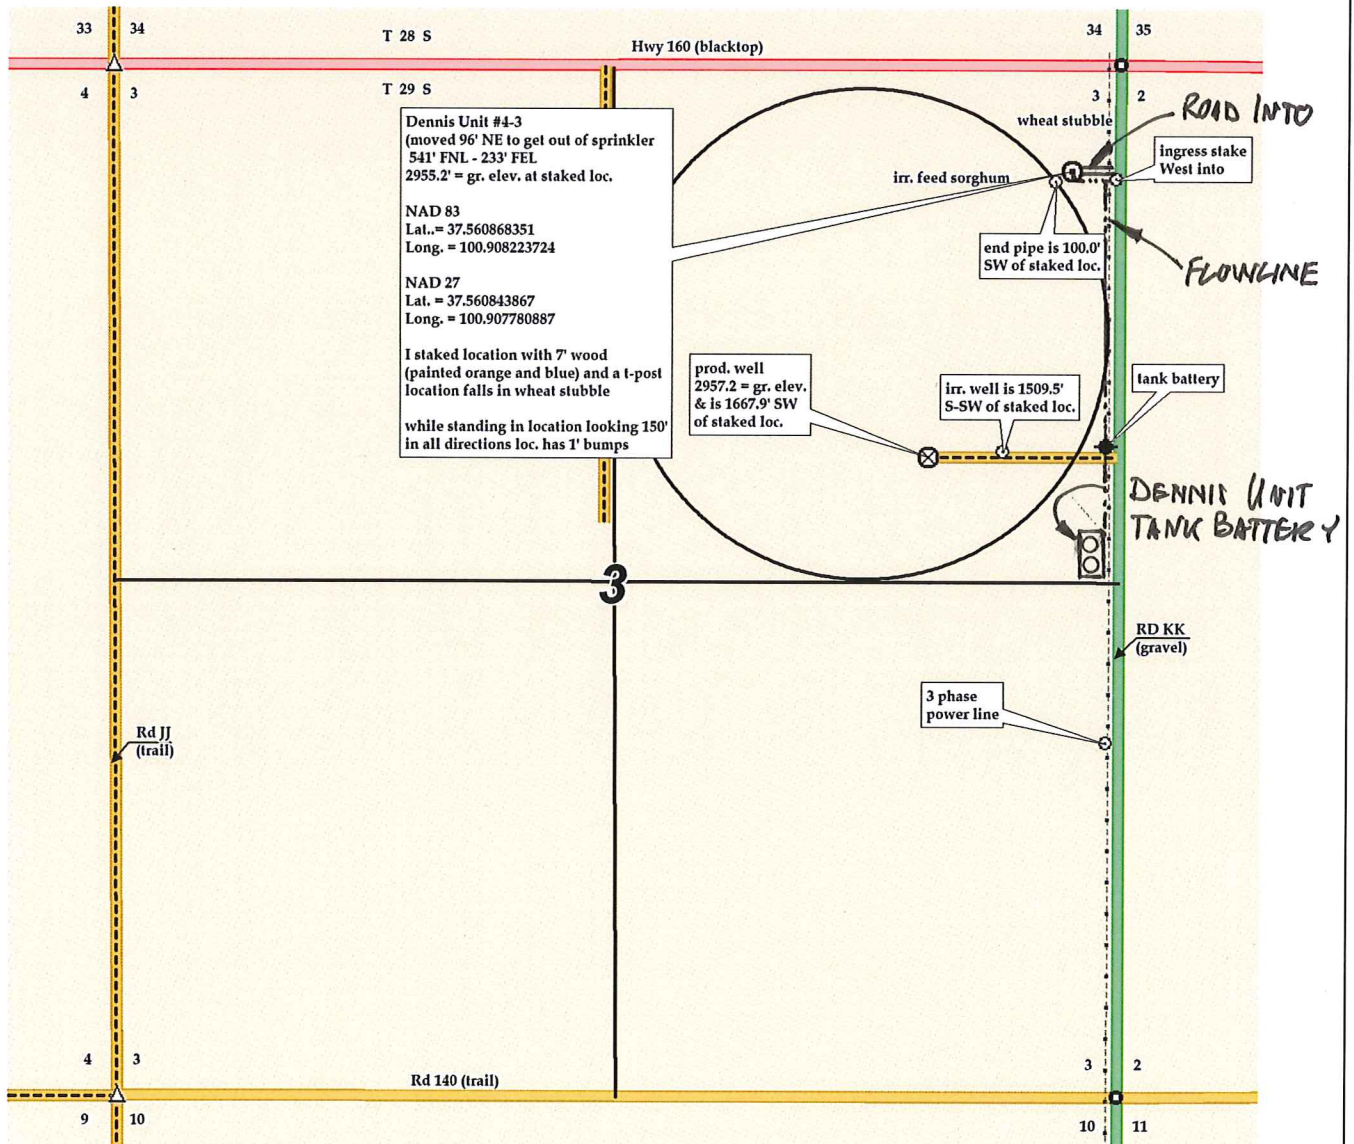 33 34
T 28 S
34 35
Hwy 160 (blacktop)
4 3
T 29 S
3 2
Dennis Unit #4-3
(moved 96' NE to get out of sprinkler
541' FNL - 233' FEL
2955.2' = gr. elev. at staked loc.
NAD 83
Lat..= 37.560868351
Long. = 100.908223724
NAD 27
Lat. = 37.560843867
Long. = 100.907780887
I staked location with 7' wood
(painted orange and blue) and a t-post
location falls in wheat stubble
while standing in location looking 150'
in all directions loc. has 1' bumps
wheat stubble
ROAD INTO
ingress stake
West into
irr. feed sorghum
end pipe is 100.0'
SW of staked loc.
FLOWLINE
prod. well
2957.2 = gr. elev.
& is 1667.9' SW
of staked loc.
irr. well is 1509.5'
S-SW of staked loc.
tank battery
DENNIS UNIT
TANK BATTERY
3
RD KK
(gravel)
3 phase
power line
Rd JJ
(trail)
4 3
3 2
Rd 140 (trail)
9 10
10 11